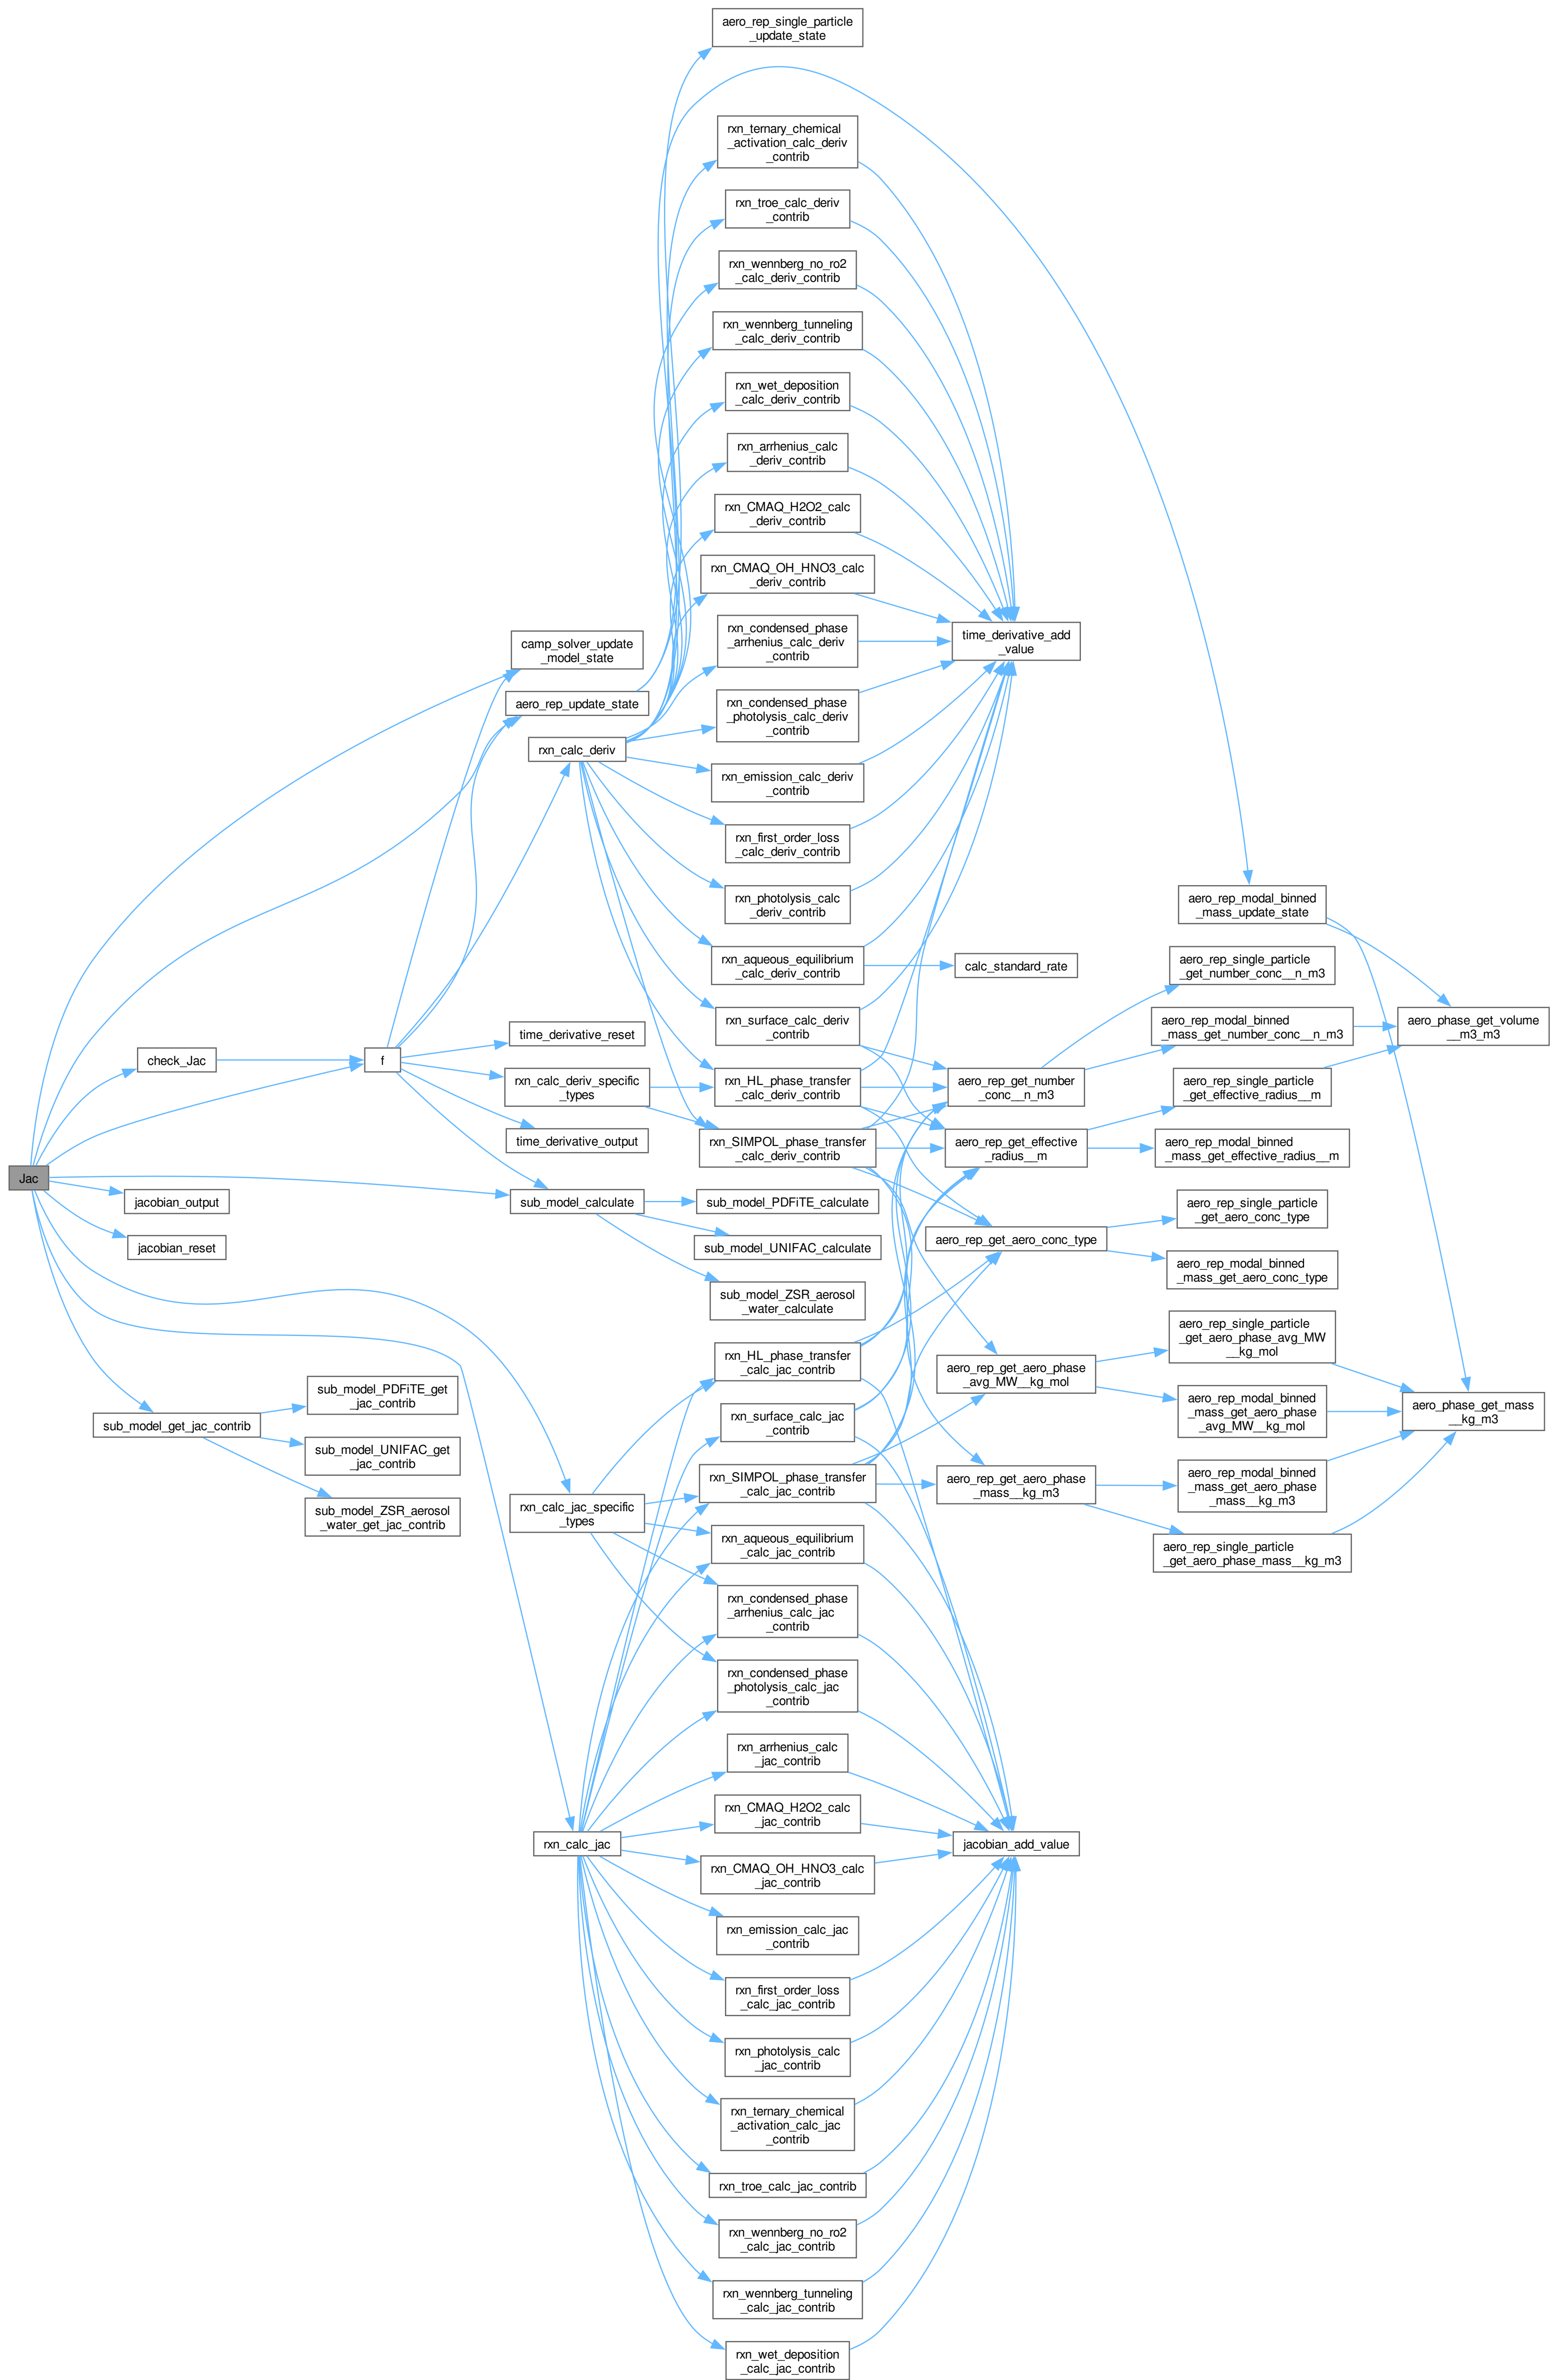 Jac
check_Jac
jacobian_output
jacobian_reset
sub_model_get_jac_contrib
sub_model_PDFiTE_get
_jac_contrib
sub_model_UNIFAC_get
_jac_contrib
sub_model_ZSR_aerosol
_water_get_jac_contrib
f
camp_solver_update
_model_state
aero_rep_update_state
rxn_calc_deriv
time_derivative_reset
rxn_calc_deriv_specific
_types
time_derivative_output
sub_model_calculate
rxn_calc_jac_specific
_types
rxn_calc_jac
aero_rep_single_particle
_update_state
rxn_ternary_chemical
_activation_calc_deriv
_contrib
rxn_troe_calc_deriv
_contrib
rxn_wennberg_no_ro2
_calc_deriv_contrib
rxn_wennberg_tunneling
_calc_deriv_contrib
rxn_wet_deposition
_calc_deriv_contrib
rxn_arrhenius_calc
_deriv_contrib
rxn_CMAQ_H2O2_calc
_deriv_contrib
rxn_CMAQ_OH_HNO3_calc
_deriv_contrib
rxn_condensed_phase
_arrhenius_calc_deriv
_contrib
rxn_condensed_phase
_photolysis_calc_deriv
_contrib
rxn_emission_calc_deriv
_contrib
rxn_first_order_loss
_calc_deriv_contrib
rxn_photolysis_calc
_deriv_contrib
rxn_aqueous_equilibrium
_calc_deriv_contrib
rxn_surface_calc_deriv
_contrib
rxn_HL_phase_transfer
_calc_deriv_contrib
rxn_SIMPOL_phase_transfer
_calc_deriv_contrib
sub_model_PDFiTE_calculate
sub_model_UNIFAC_calculate
sub_model_ZSR_aerosol
_water_calculate
rxn_HL_phase_transfer
_calc_jac_contrib
rxn_surface_calc_jac
_contrib
rxn_SIMPOL_phase_transfer
_calc_jac_contrib
rxn_aqueous_equilibrium
_calc_jac_contrib
rxn_condensed_phase
_arrhenius_calc_jac
_contrib
rxn_condensed_phase
_photolysis_calc_jac
_contrib
rxn_arrhenius_calc
_jac_contrib
rxn_CMAQ_H2O2_calc
_jac_contrib
rxn_CMAQ_OH_HNO3_calc
_jac_contrib
rxn_emission_calc_jac
_contrib
rxn_first_order_loss
_calc_jac_contrib
rxn_photolysis_calc
_jac_contrib
rxn_ternary_chemical
_activation_calc_jac
_contrib
rxn_troe_calc_jac_contrib
rxn_wennberg_no_ro2
_calc_jac_contrib
rxn_wennberg_tunneling
_calc_jac_contrib
rxn_wet_deposition
_calc_jac_contrib
time_derivative_add
_value
calc_standard_rate
aero_rep_get_number
_conc__n_m3
aero_rep_get_effective
_radius__m
aero_rep_get_aero_conc_type
aero_rep_get_aero_phase
_avg_MW__kg_mol
aero_rep_get_aero_phase
_mass__kg_m3
jacobian_add_value
aero_rep_modal_binned
_mass_update_state
aero_rep_single_particle
_get_number_conc__n_m3
aero_rep_modal_binned
_mass_get_number_conc__n_m3
aero_rep_single_particle
_get_effective_radius__m
aero_rep_modal_binned
_mass_get_effective_radius__m
aero_rep_single_particle
_get_aero_conc_type
aero_rep_modal_binned
_mass_get_aero_conc_type
aero_rep_single_particle
_get_aero_phase_avg_MW
__kg_mol
aero_rep_modal_binned
_mass_get_aero_phase
_avg_MW__kg_mol
aero_rep_modal_binned
_mass_get_aero_phase
_mass__kg_m3
aero_rep_single_particle
_get_aero_phase_mass__kg_m3
aero_phase_get_volume
__m3_m3
aero_phase_get_mass
__kg_m3